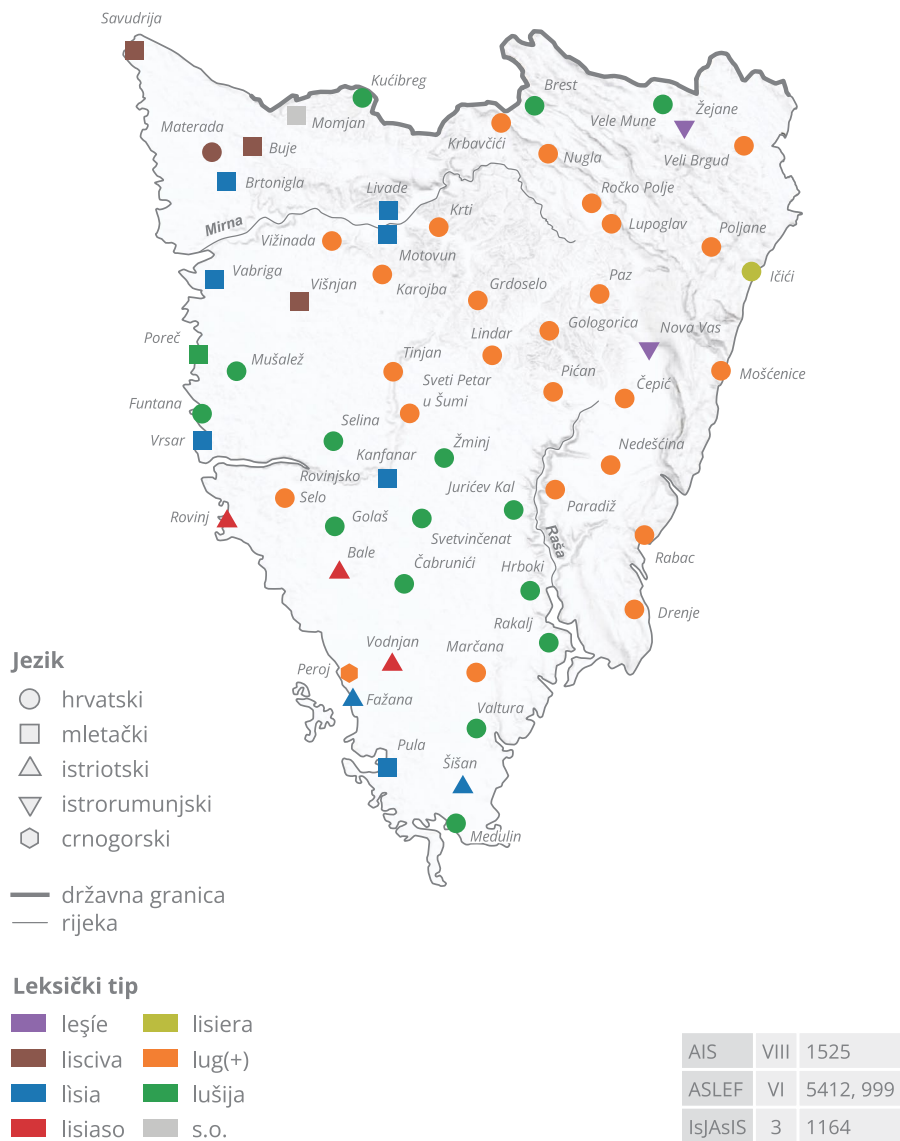 Savudrija
Kućibreg
Brest
Žejane
Vele Mune
Momjan
Materada
Krbavčići
Buje
Nugla
Veli Brgud
Brtonigla
Livade
Ročko Polje
Krti
Mirna
Lupoglav
Poljane
Vižinada
Motovun
Vabriga
Ičići
Višnjan
Karojba
Grdoselo
Paz
Gologorica
Nova Vas
Lindar
Poreč
Mušalež
Tinjan
Pićan
Mošćenice
Sveti Petar
u Šumi
Čepić
Funtana
Selina
Vrsar
Žminj
Nedešćina
Kanfanar
Rovinjsko
Selo
Jurićev Kal
Paradiž
Rovinj
Golaš
Svetvinčenat
Raša
Bale
Čabrunići
Hrboki
Rabac
Drenje
Rakalj
Vodnjan
Marčana
Peroj
Fažana
Valtura
Pula
Šišan
Medulin
Jezik
hrvatski
mletački
istriotski
istrorumunjski
crnogorski
državna granica
rijeka
Leksički tip
leşíe
lisciva
lìsia
lisiaso
lisiera
lug(+)
lušija
s.o.
AIS VIII 1525
ASLEF VI 5412, 999
IsJAsIS 3 1164